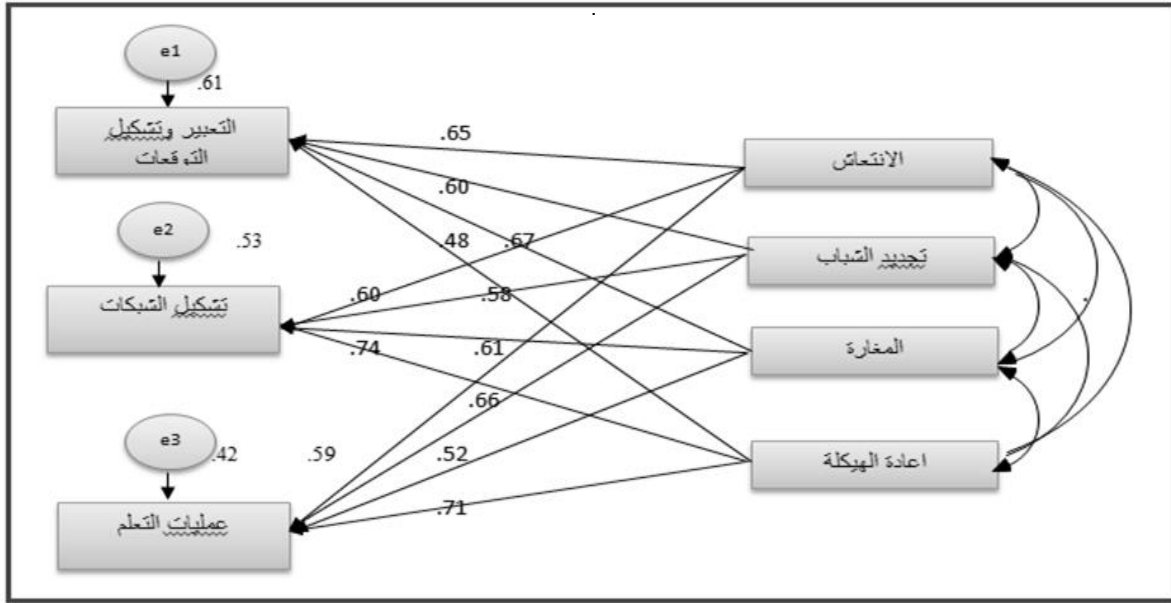 e1
.61
التعبير وتشكيل
التوقعات
.65
الانتعاش
.60
e2
.53
.48
.67
تجديد الشباب
تشكيل الشبكات
.60
.58
.74
.61
المغارة
.66
e3
.42
.59
.52
اعادة الهيكلة
.71
عمليات التعلم